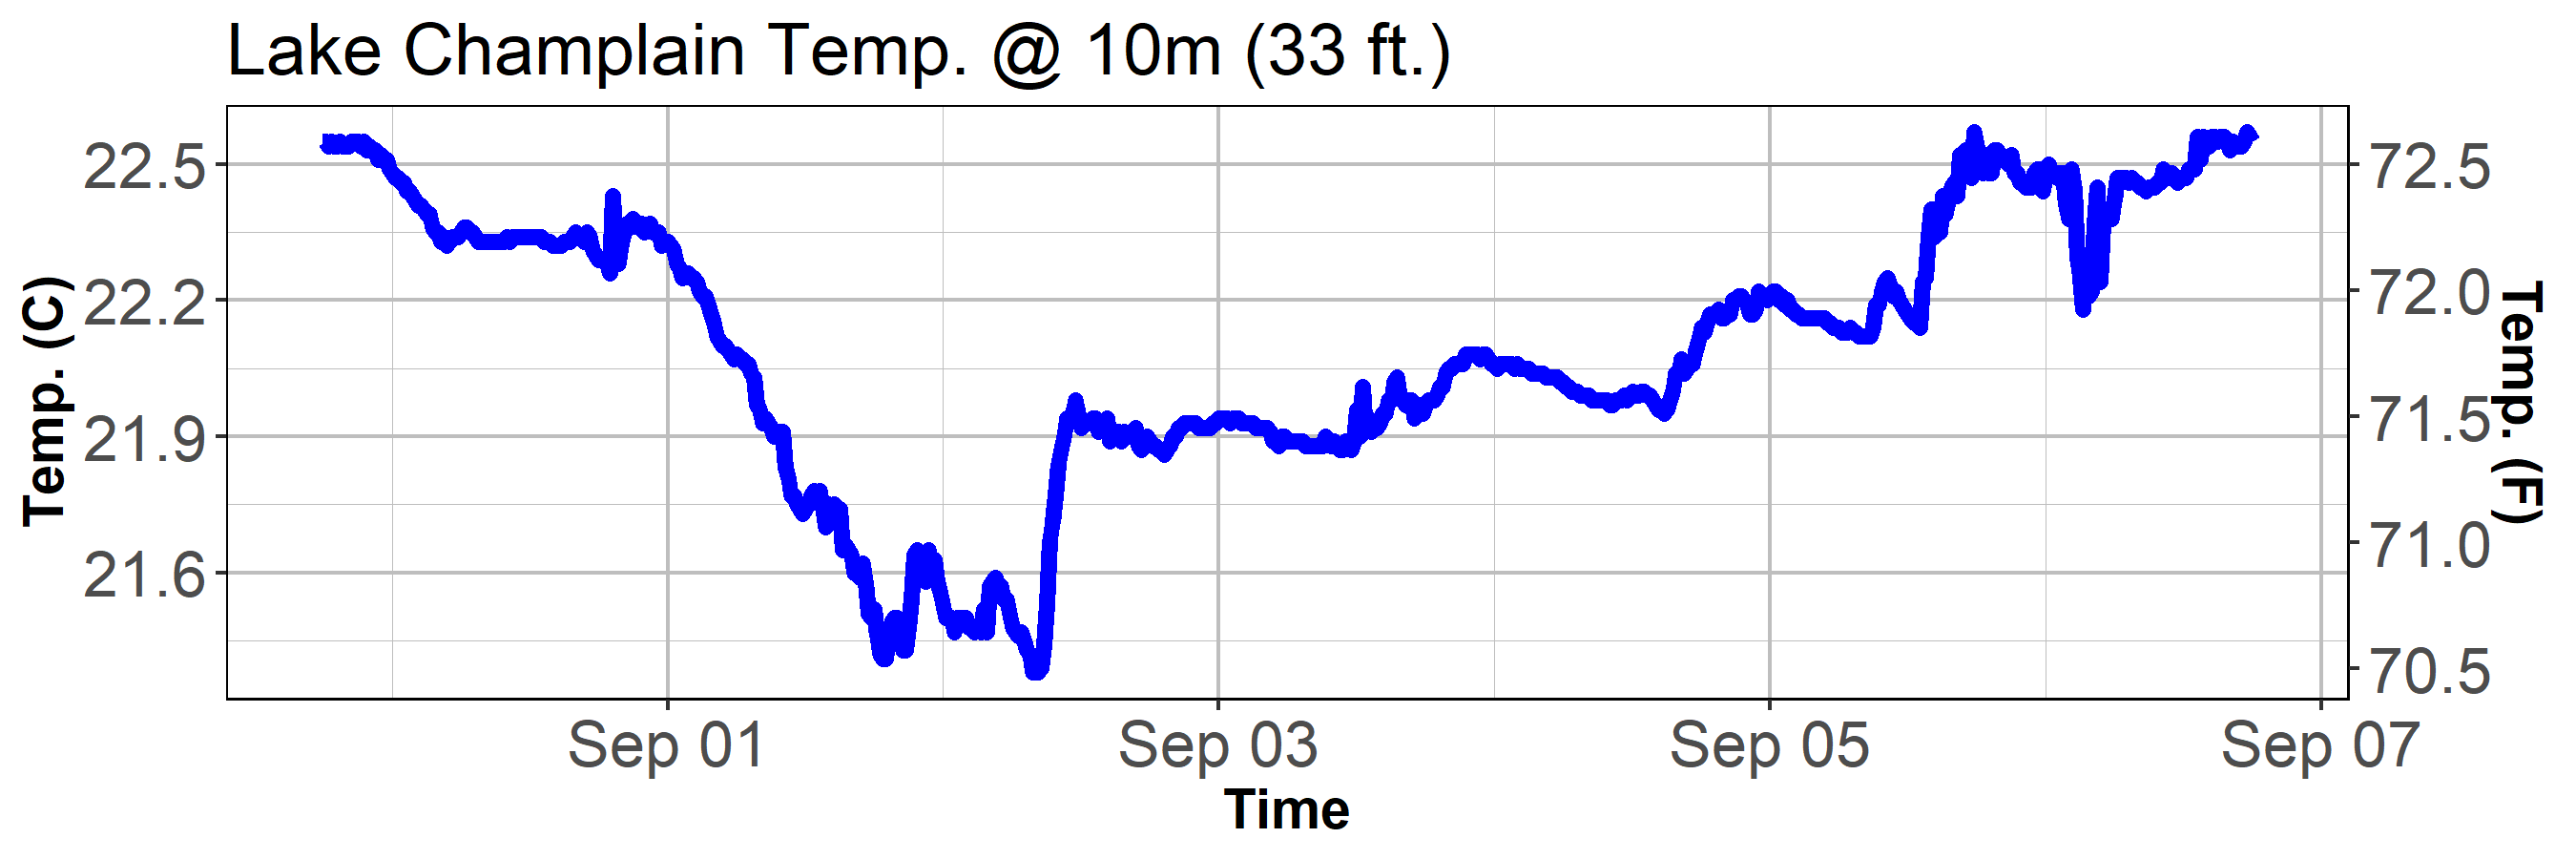 Lake Champlain Temp. @ 10m (33 ft.)
Temp. (C)
22.5
22.2
21.9
21.6
72.5
72.0
71.5
71.0
70.5
Temp. (F)
Sep 01
Sep 03
Sep 05
Sep 07
Time